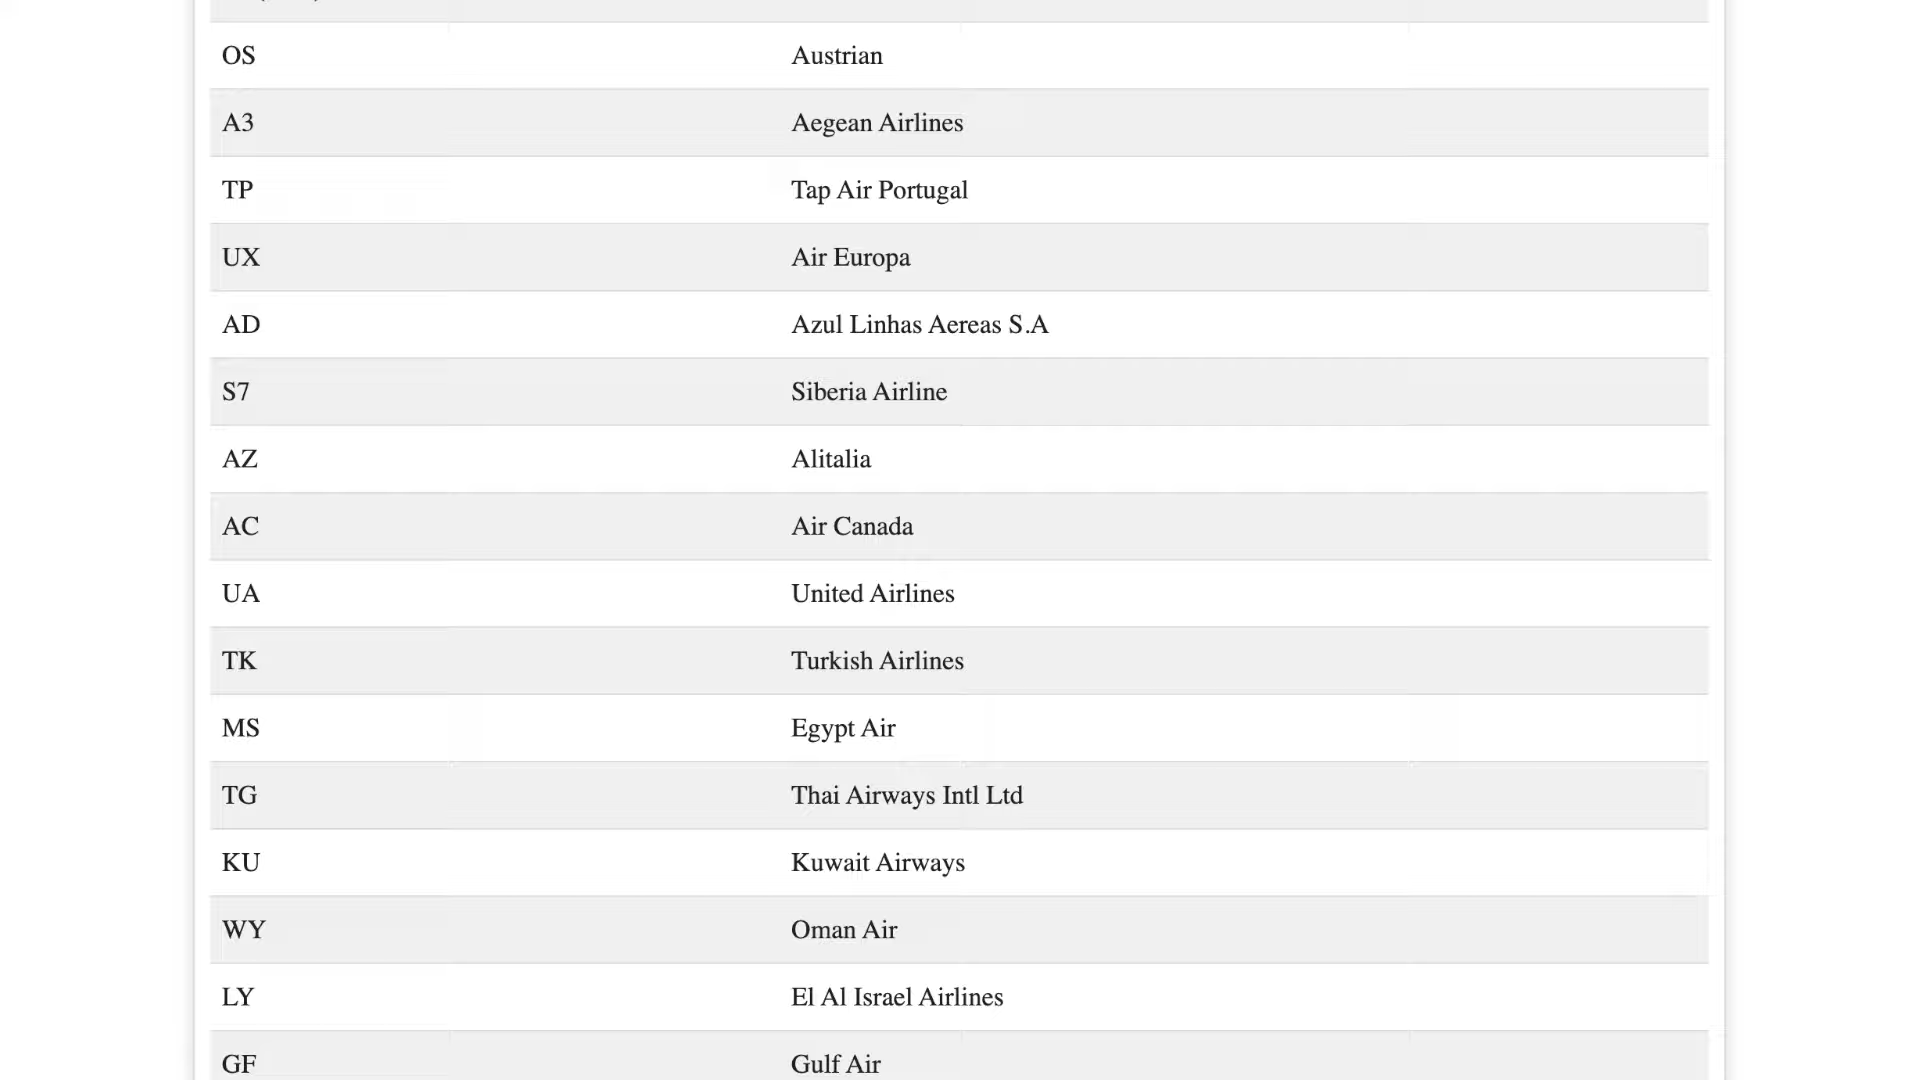 OS Austrian
A3 Aegean Airlines
TP Tap Air Portugal
UX Air Europa
AD Azul Linhas Aereas S.A
S7 Siberia Airline
AZ Alitalia
AC Air Canada
UA United Airlines
TK Turkish Airlines
MS Egypt Air
TG Thai Airways Intl Ltd
KU Kuwait Airways
WY Oman Air
LY El Al Israel Airlines
GF Gulf Air